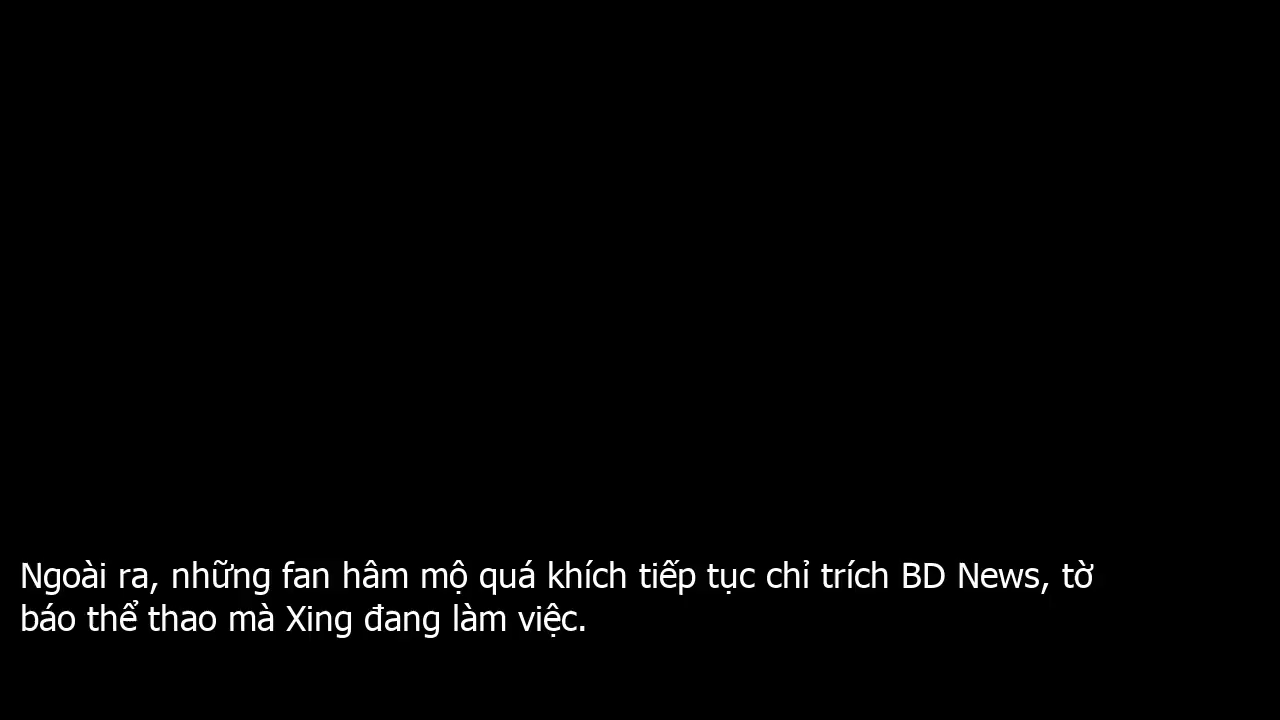 Ngoài ra, những fan hâm mộ quá khích tiếp tục chỉ trích BD News, tờ
báo thể thao mà Xing đang làm việc.